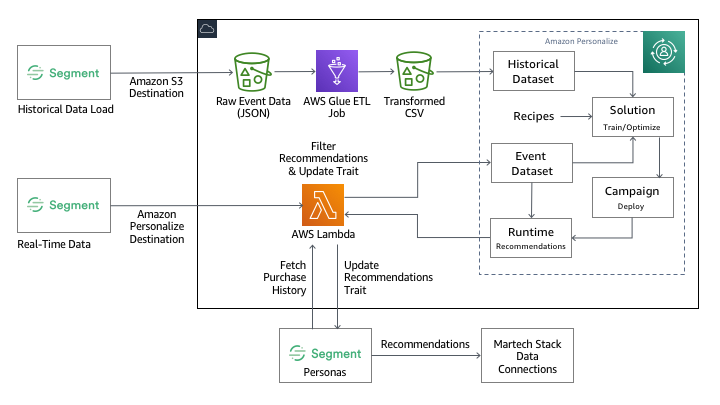 Amazon Personalize
Segment
Historical Data Load
Amazon S3
Destination
Raw Event Data
(JSON)
AWS Glue ETL
Job
Transformed
CSV
Historical
Dataset
Recipes
Solution
Train/Optimize
Filter
Recommendations
& Update Trait
Event
Dataset
Campaign
Deploy
Segment
Real-Time Data
Amazon
Personalize
Destination
AWS Lambda
Runtime
Recommendations
Fetch
Purchase
History
Update
Recommendations
Trait
Segment
Personas
Recommendations
Martech Stack
Data
Connections